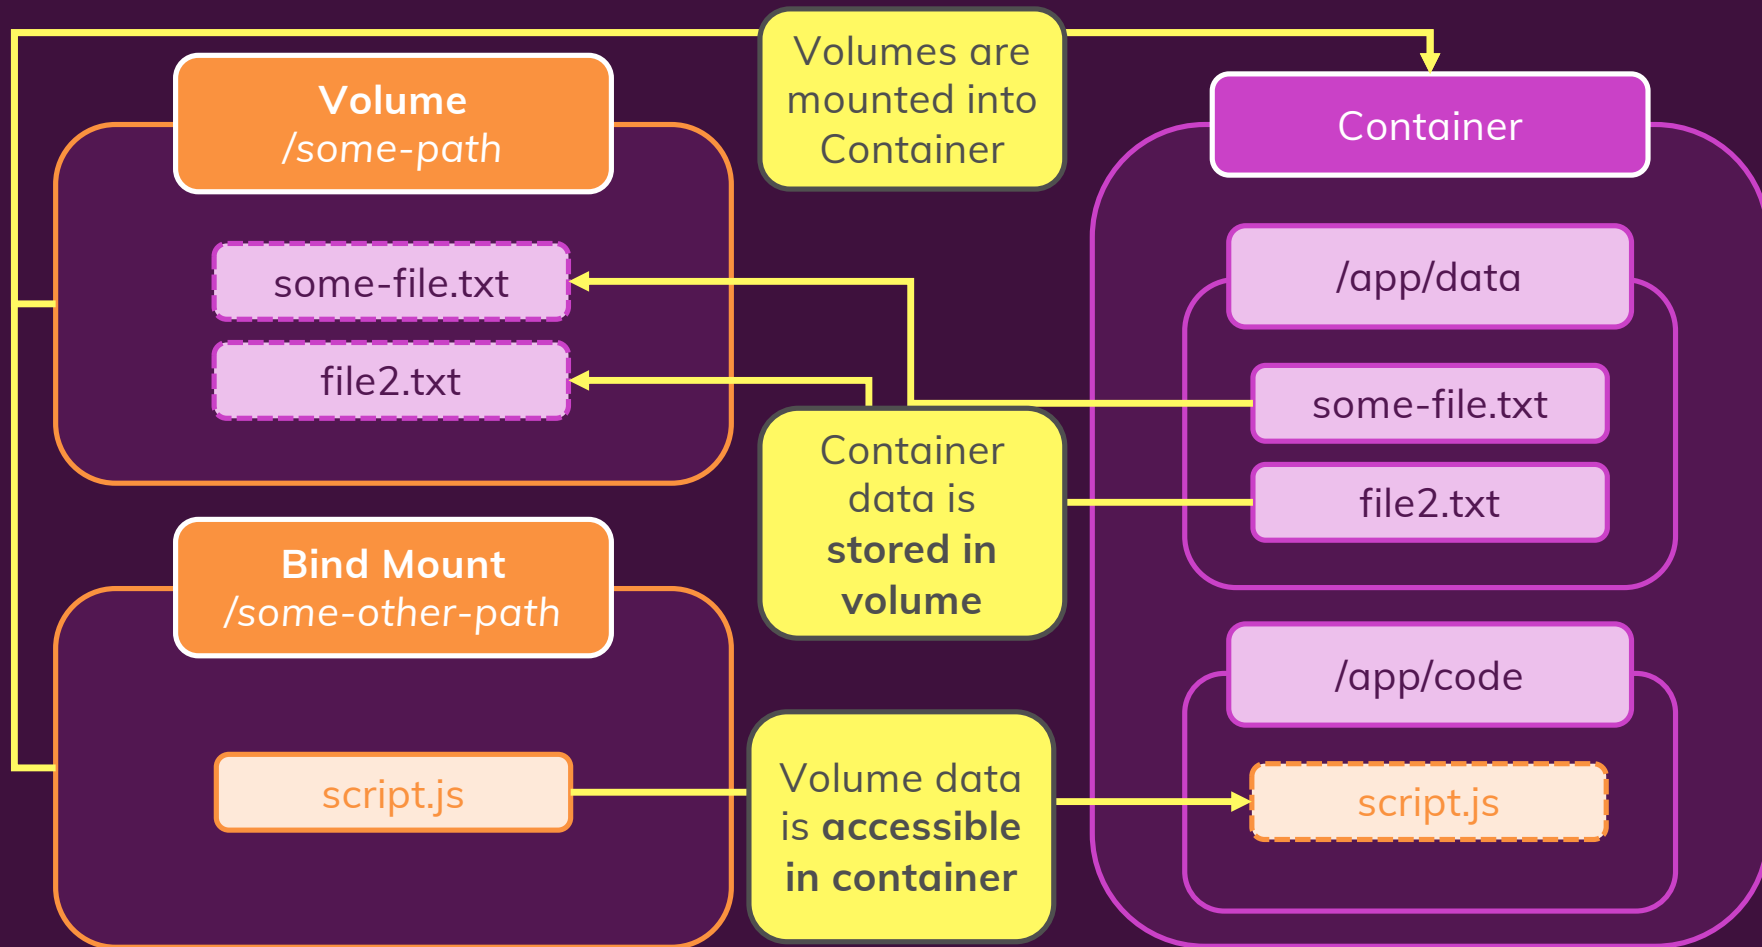 Volume
/some-path
some-file.txt
file2.txt
Bind Mount
/some-other-path
script.js
Volumes are
mounted into
Container
Container
data is
stored in
volume
Volume data
is accessible
in container
Container
/app/data
some-file.txt
file2.txt
/app/code
script.js